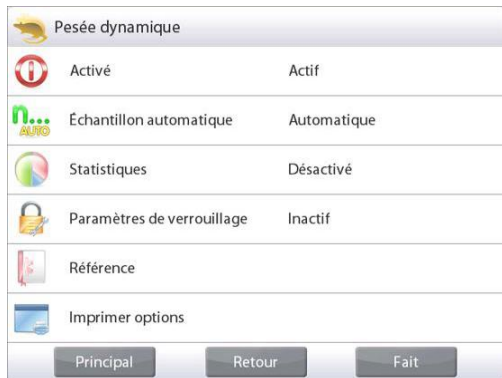 Pesée dynamique
Activé Actif
n... AUTO
Échantillon automatique Automatique
Statistiques Désactivé
Paramètres de verrouillage Inactif
Référence
Imprimer options
Principal Retour Fait